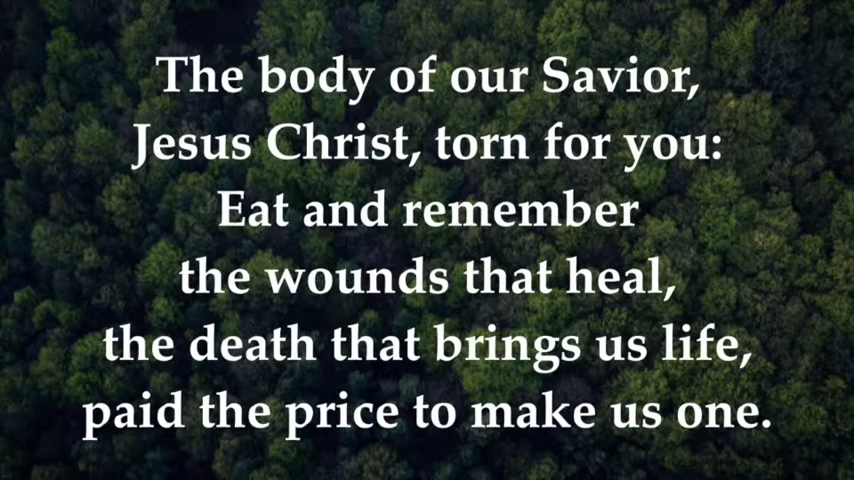 The body of our Savior,
Jesus Christ, torn for you:
Eat and remember
the wounds that heal,
the death that brings us life,
paid the price to make us one.